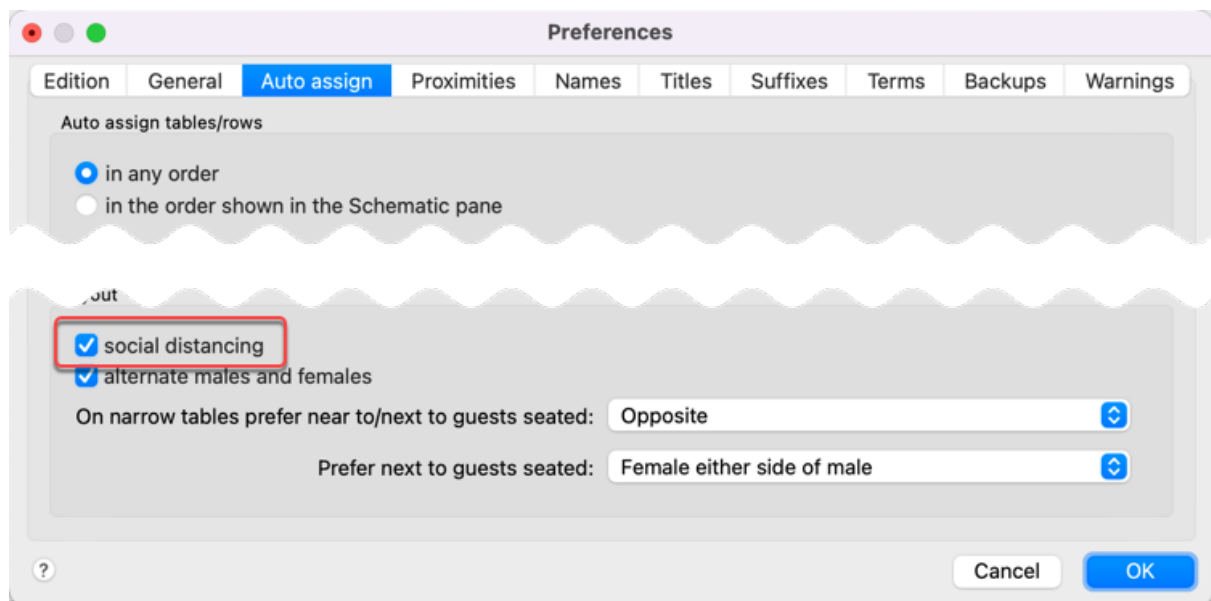 Preferences
Edition General Auto assign Proximities Names Titles Suffixes Terms Backups Warnings
Auto assign tables/rows
in any order
in the order shown in the Schematic pane
social distancing
alternate males and females
On narrow tables prefer near to/next to guests seated: Opposite
Prefer next to guests seated: Female either side of male
? Cancel OK